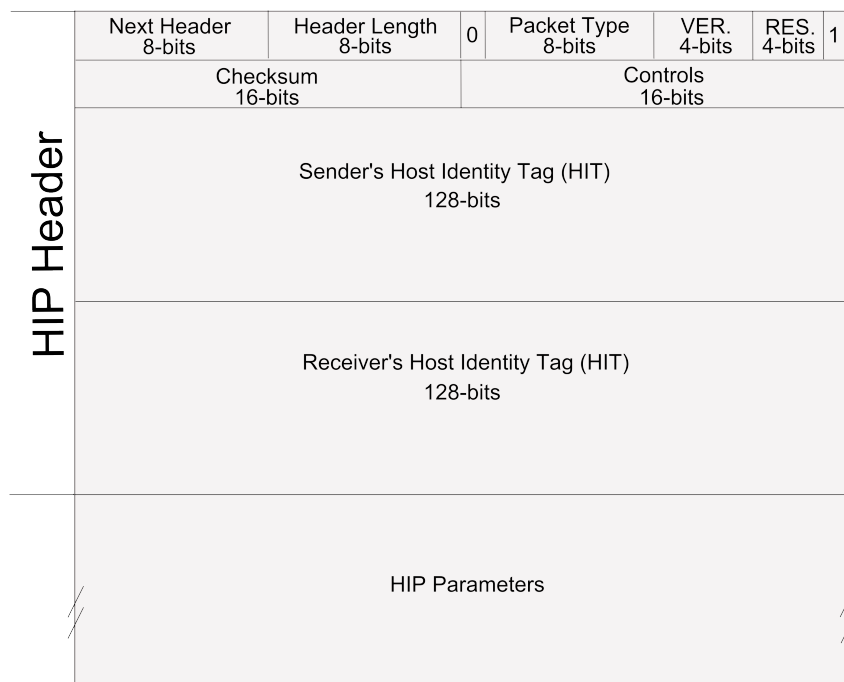 Next Header
8-bits
Header Length
8-bits
0
Packet Type
8-bits
VER.
4-bits
RES.
4-bits
1
Checksum
16-bits
Controls
16-bits
HIP Header
Sender's Host Identity Tag (HIT)
128-bits
Receiver's Host Identity Tag (HIT)
128-bits
HIP Parameters